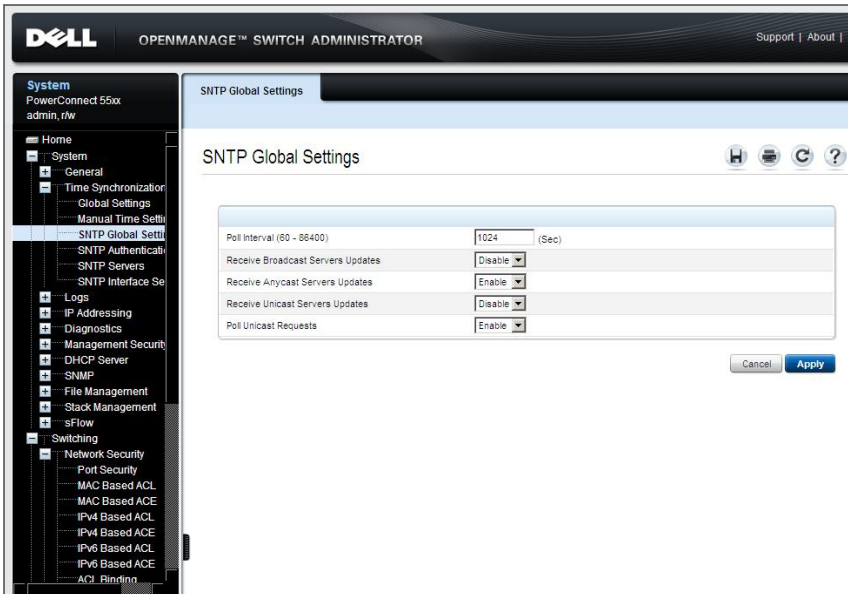 DELL
OPENMANAGE™ SWITCH ADMINISTRATOR
Support | About |
System
PowerConnect 55xx
admin, r/w
Home
System
General
Time Synchronization
Global Settings
Manual Time Settin
SNTP Global Settin
SNTP Authenticatio
SNTP Servers
SNTP Interface Se
Logs
IP Addressing
Diagnostics
Management Security
DHCP Server
SNMP
File Management
Stack Management
sFlow
Switching
Network Security
Port Security
MAC Based ACL
MAC Based ACE
IPv4 Based ACL
IPv4 Based ACE
IPv6 Based ACL
IPv6 Based ACE
ACL Binding
SNTP Global Settings
SNTP Global Settings
?
Poll Interval (60 - 86400) 1024 (Sec)
Receive Broadcast Servers Updates Disable
Receive Anycast Servers Updates Enable
Receive Unicast Servers Updates Disable
Poll Unicast Requests Enable
Cancel Apply